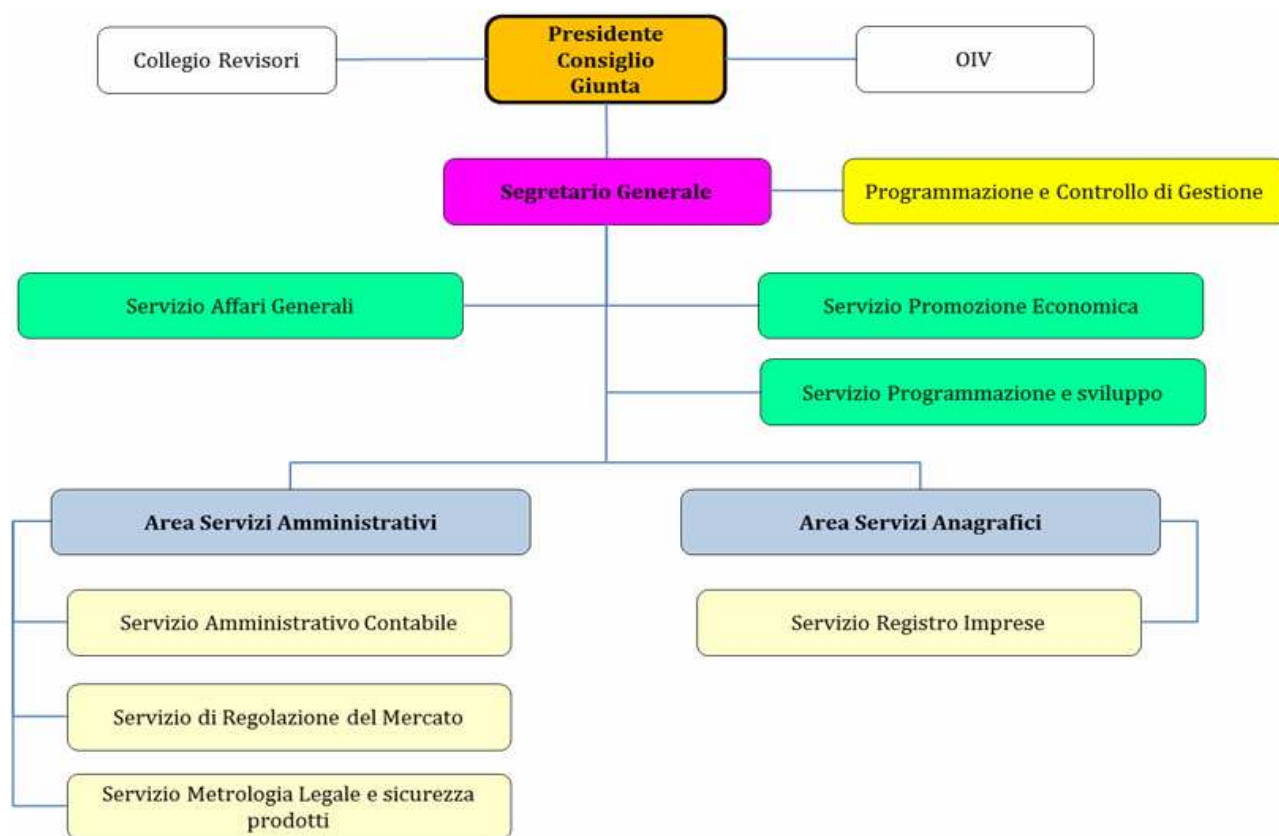 Presidente
Consiglio
Giunta
Collegio Revisori
OIV
Segretario Generale
Programmazione e Controllo di Gestione
Servizio Affari Generali
Servizio Promozione Economica
Servizio Programmazione e sviluppo
Area Servizi Amministrativi
Area Servizi Anagrafici
Servizio Amministrativo Contabile
Servizio Registro Imprese
Servizio di Regolazione del Mercato
Servizio Metrologia Legale e sicurezza
prodotti